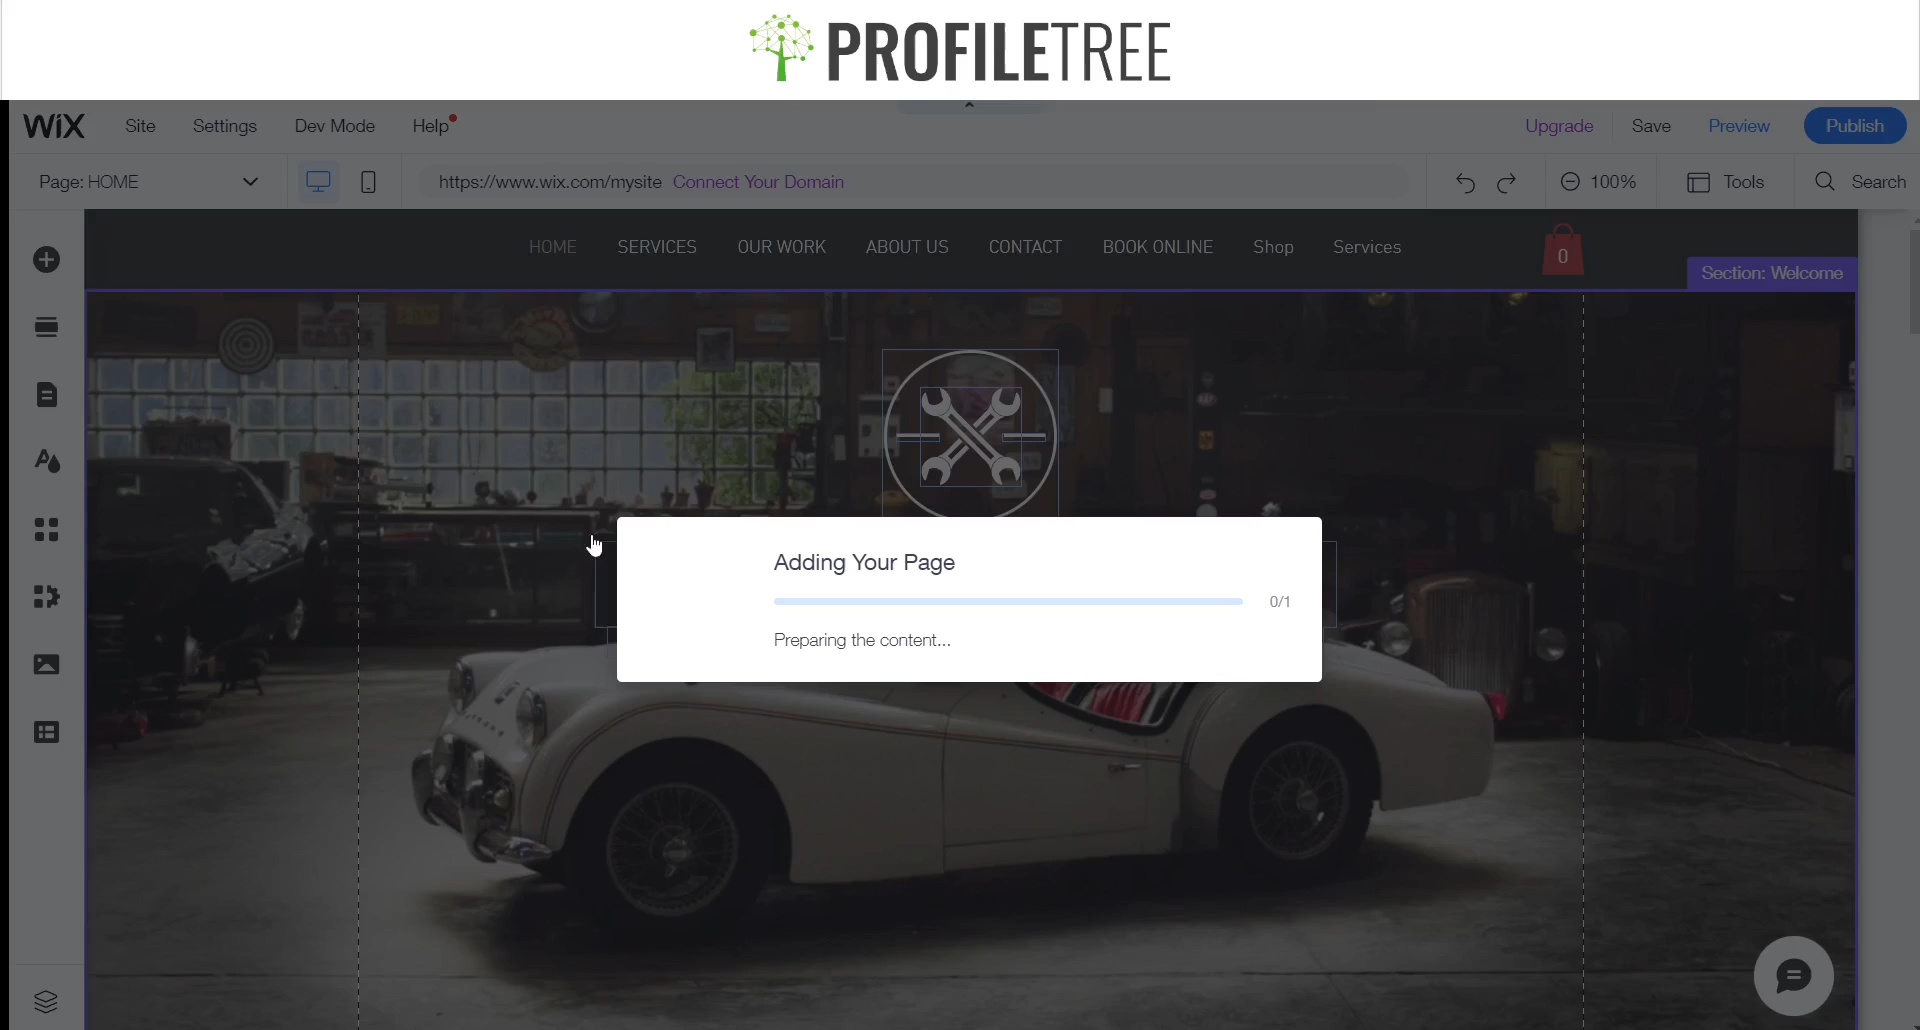 PROFILETREE
WiX Site Settings Dev Mode Help Upgrade Save Preview Publish
Page: HOME https://www.wix.com/mysite Connect Your Domain 100% Tools Search
HOME SERVICES OUR WORK ABOUT US CONTACT BOOK ONLINE Shop Services 0
Section: Welcome
Adding Your Page
0/1
Preparing the content...